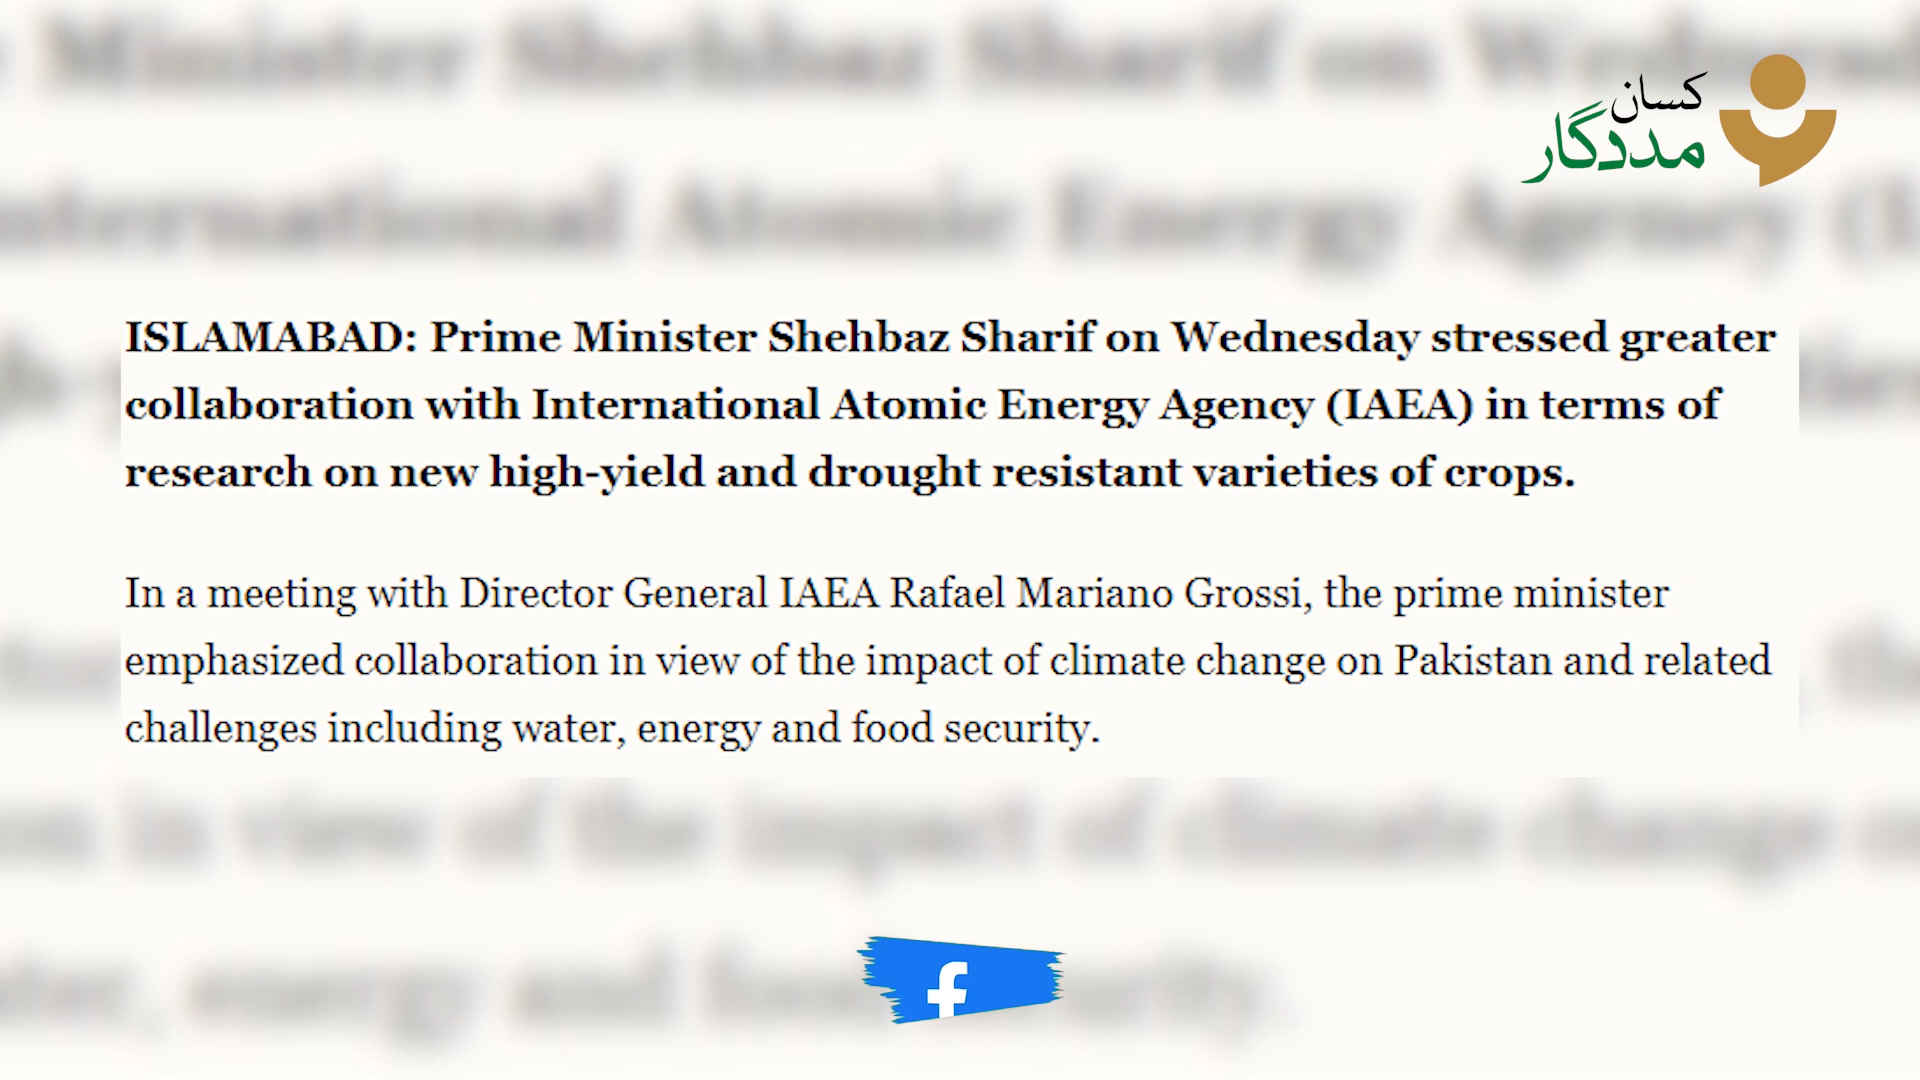 کسان
مددگار
ISLAMABAD: Prime Minister Shehbaz Sharif on Wednesday stressed greater
collaboration with International Atomic Energy Agency (IAEA) in terms of
research on new high-yield and drought resistant varieties of crops.
In a meeting with Director General IAEA Rafael Mariano Grossi, the prime minister
emphasized collaboration in view of the impact of climate change on Pakistan and related
challenges including water, energy and food security.